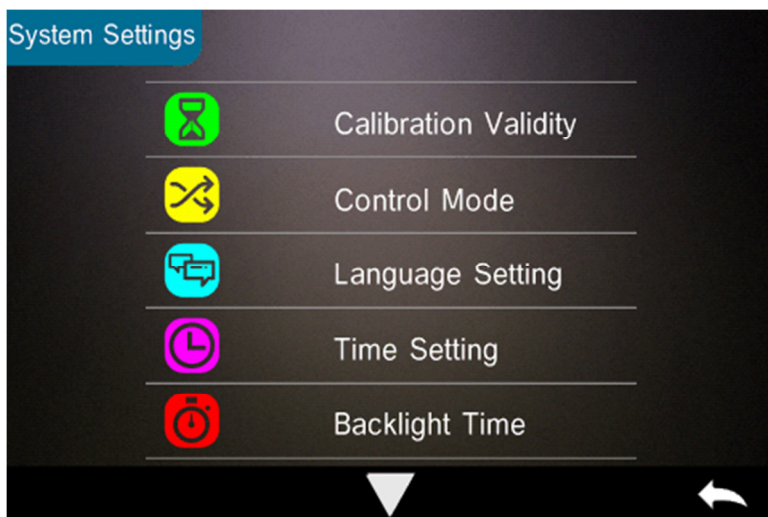 System Settings
Calibration Validity
Control Mode
Language Setting
Time Setting
Backlight Time